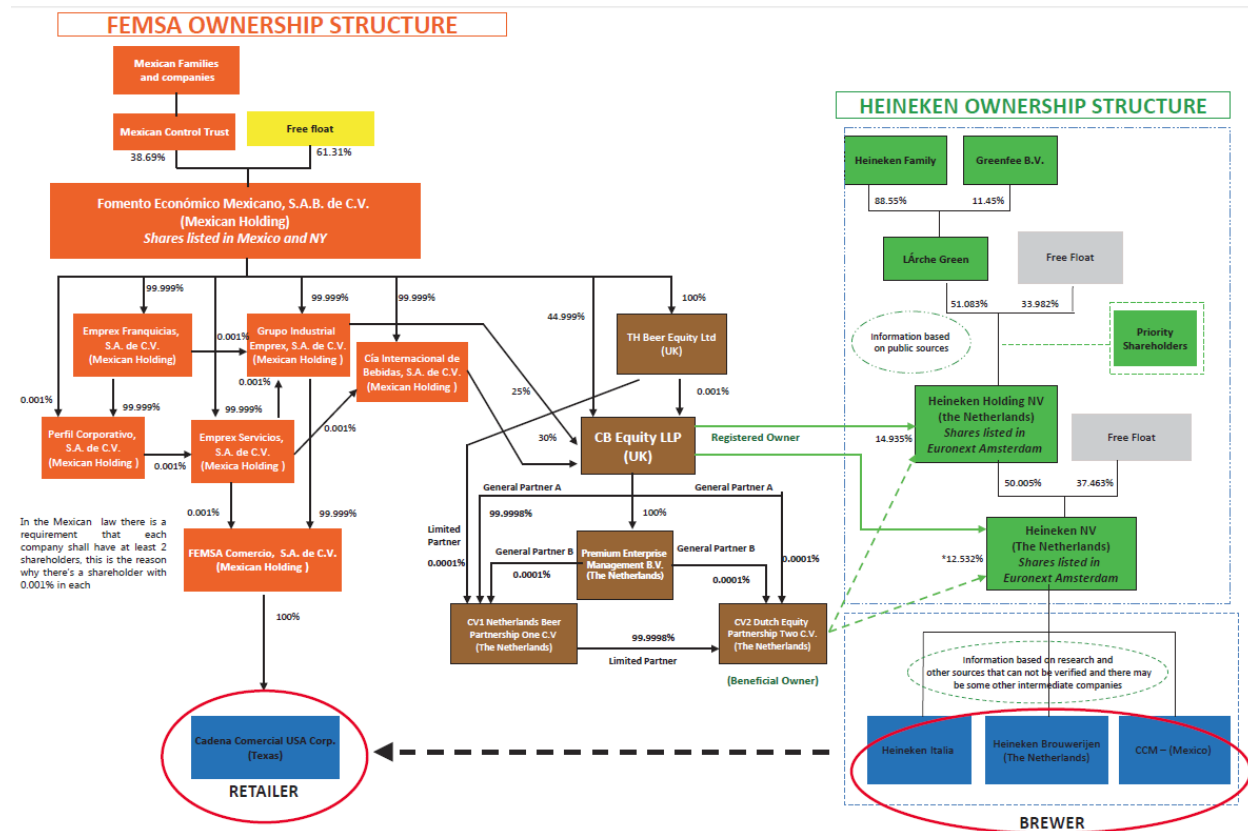 FEMSA OWNERSHIP STRUCTURE
Mexican Families
and companies
Mexican Control Trust
Free float
38.69%
61.31%
Fomento Económico Mexicano, S.A.B. de C.V.
(Mexican Holding)
Shares listed in Mexico and NY
99.999%
99.999%
99.999%
44.999%
100%
Emprex Franquicias,
S.A. de C.V.
(Mexican Holding)
0.001%
Grupo Industrial
Emprex, S.A. de C.V.
(Mexican Holding )
Cía Internacional de
Bebidas, S.A. de C.V.
(Mexican Holding )
TH Beer Equity Ltd
(UK)
0.001%
25%
0.001%
0.001%
99.999%
99.999%
0.001%
30%
Perfil Corporativo,
S.A. de C.V.
(Mexican Holding )
0.001%
Emprex Servicios,
S.A. de C.V.
(Mexica Holding )
CB Equity LLP
(UK)
Registered Owner
General Partner A
General Partner A
99.9998%
100%
Limited
Partner
0.0001%
0.0001%
General Partner B
General Partner B
0.0001%
0.0001%
Premium Enterprise
Management B.V.
(The Netherlands)
0.001%
99.999%
In the Mexican law there is a
requirement that each
company shall have at least 2
shareholders, this is the reason
why there's a shareholder with
0.001% in each
FEMSA Comercio, S.A. de C.V.
(Mexican Holding )
100%
CV1 Netherlands Beer
Partnership One C.V
(The Netherlands)
99.9998%
Limited Partner
CV2 Dutch Equity
Partnership Two C.V.
(The Netherlands)
(Beneficial Owner)
Cadena Comercial USA Corp.
(Texas)
RETAILER
HEINEKEN OWNERSHIP STRUCTURE
Heineken Family
Greenfee B.V.
88.55%
11.45%
LÁrche Green
Free Float
51.083%
33.982%
Information based
on public sources
Priority
Shareholders
Heineken Holding NV
(the Netherlands)
Shares listed in
Euronext Amsterdam
14.935%
Free Float
50.005%
37.463%
Heineken NV
(The Netherlands)
Shares listed in
Euronext Amsterdam
*12.532%
Information based on research and
other sources that can not be verified and there may
be some other intermediate companies
Heineken Italia
Heineken Brouwerijen
(The Netherlands)
CCM – (Mexico)
BREWER